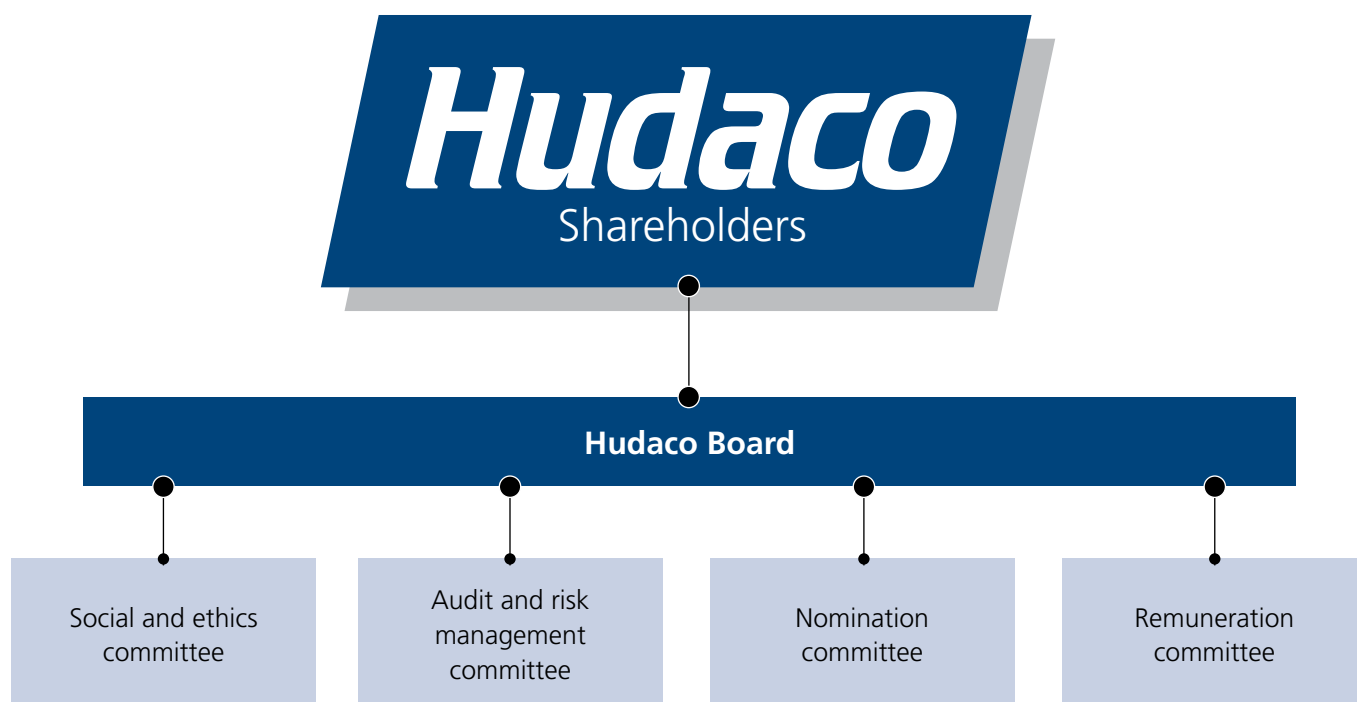 Hudaco
Shareholders
Hudaco Board
Social and ethics
committee
Audit and risk
management
committee
Nomination
committee
Remuneration
committee